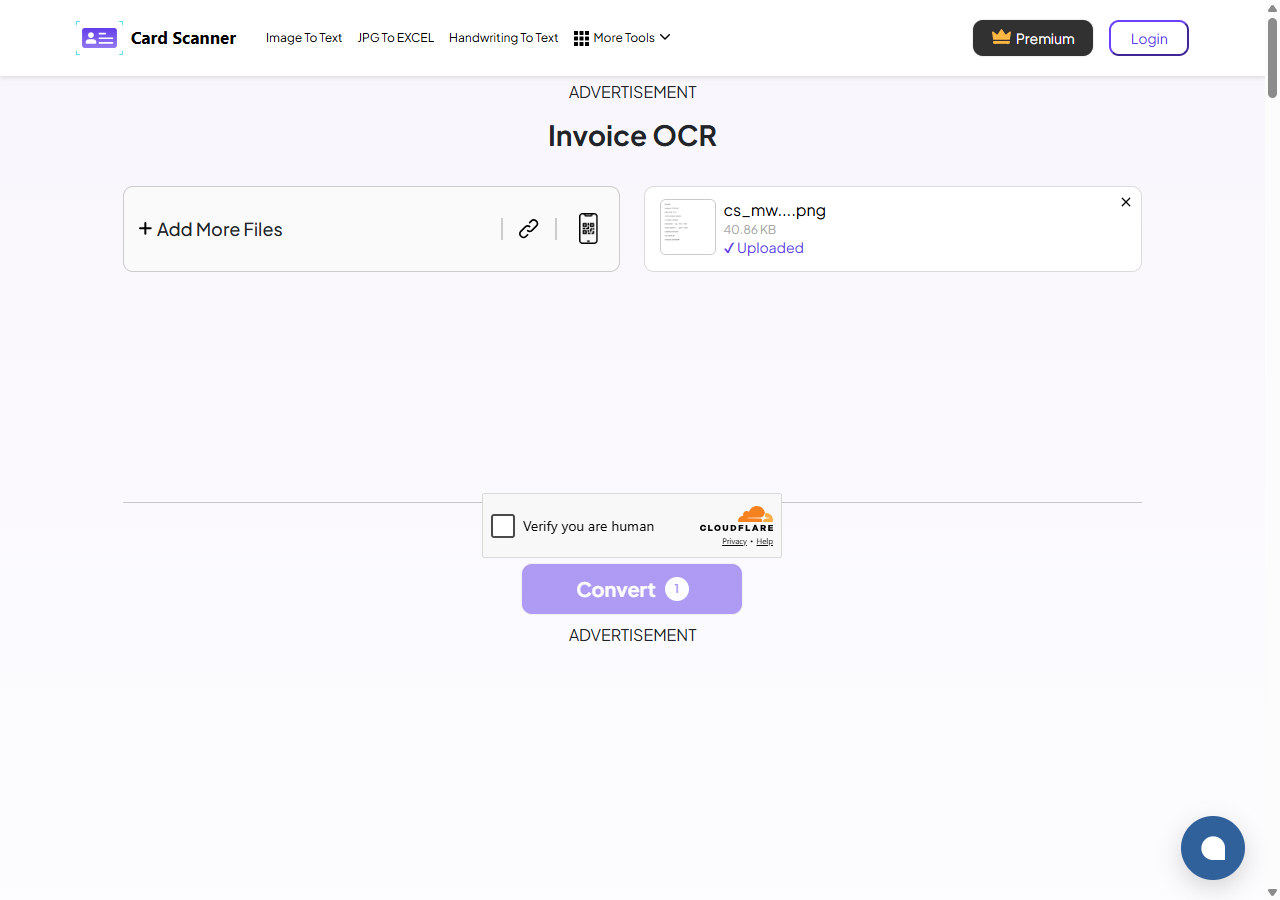 Card Scanner Image To Text JPG To EXCEL Handwriting To Text More Tools Premium Login
ADVERTISEMENT
Invoice OCR
+ Add More Files
cs_mw....png
40.86 KB
✓ Uploaded
Verify you are human
CLOUDFLARE
Privacy • Help
Convert 1
ADVERTISEMENT